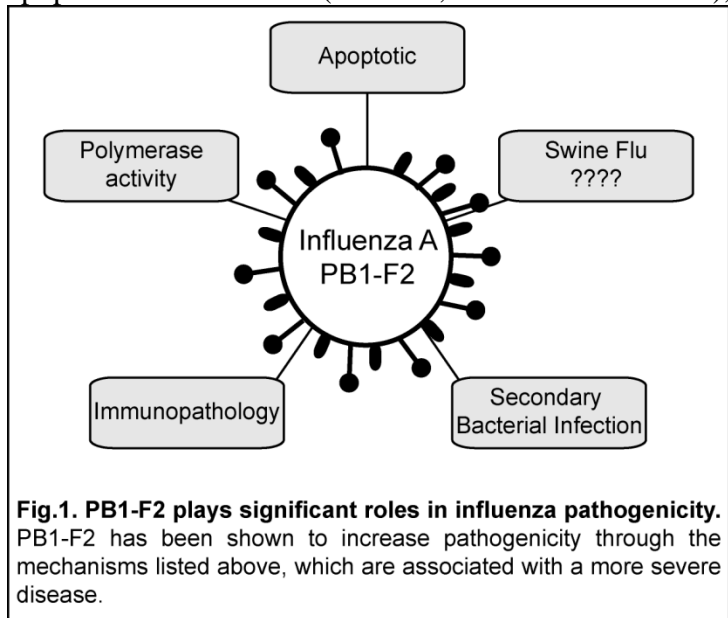 Apoptotic
Polymerase
activity
Swine Flu
????
Influenza A
PB1-F2
Immunopathology
Secondary
Bacterial Infection
Fig.1. PB1-F2 plays significant roles in influenza pathogenicity.
PB1-F2 has been shown to increase pathogenicity through the
mechanisms listed above, which are associated with a more severe
disease.